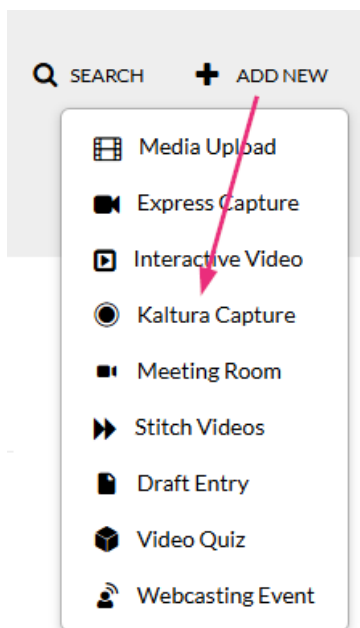 SEARCH ADD NEW
Media Upload
Express Capture
Interactive Video
Kaltura Capture
Meeting Room
Stitch Videos
Draft Entry
Video Quiz
Webcasting Event